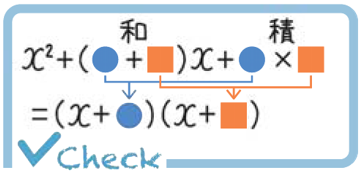 和 積
x²+(●+■)x+●×■
=(x+●)(x+■)
Check